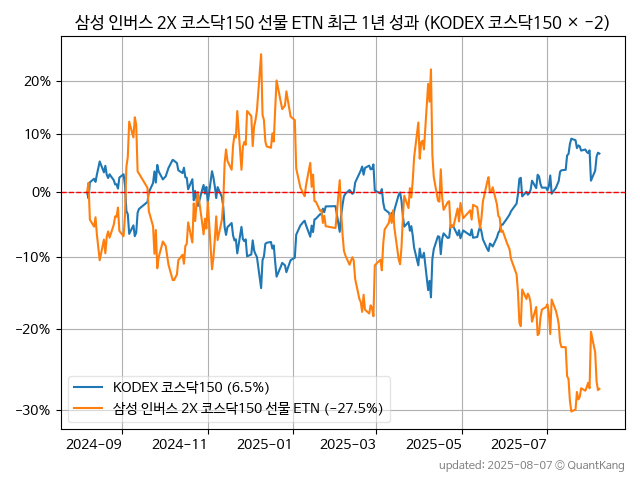 삼성 인버스 2X 코스닥150 선물 ETN 최근 1년 성과 (KODEX 코스닥150 × −2)
20%
10%
0%
−10%
−20%
−30%
KODEX 코스닥150 (6.5%)
삼성 인버스 2X 코스닥150 선물 ETN (−27.5%)
2024-09 2024-11 2025-01 2025-03 2025-05 2025-07
updated: 2025-08-07 © QuantKang